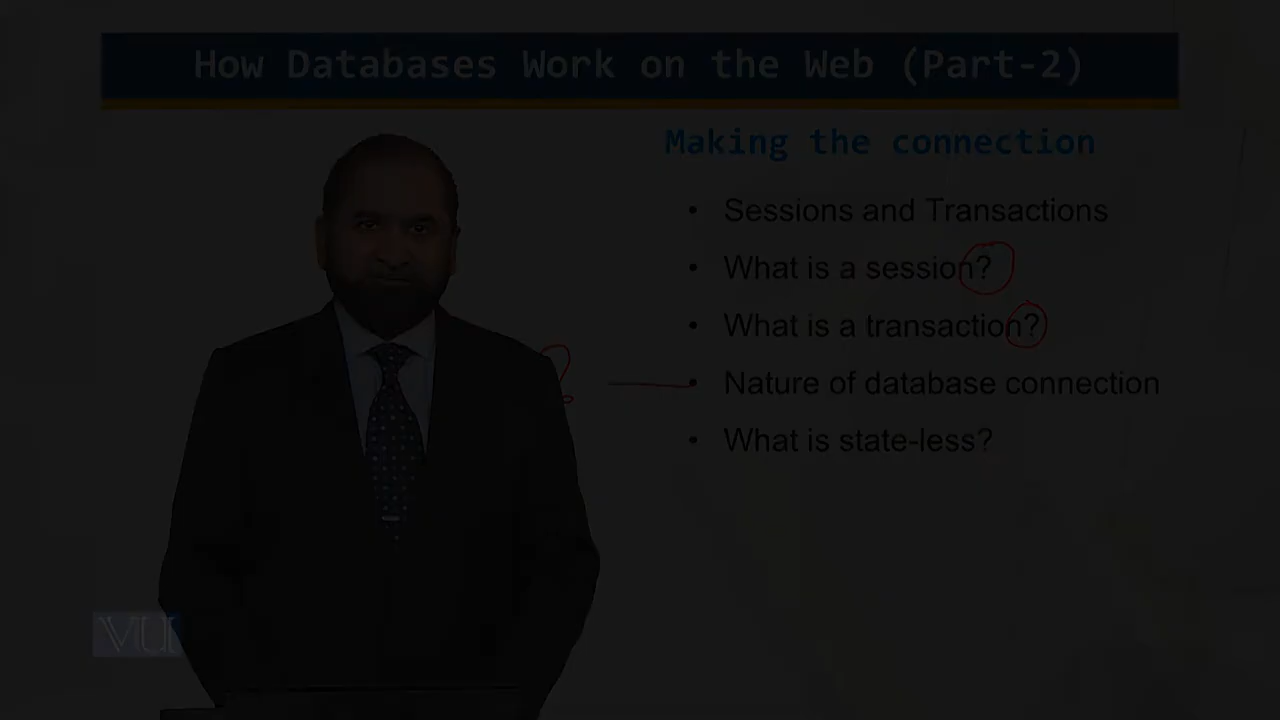 How Databases Work on the Web (Part-2)
Making the connection
• Sessions and Transactions
• What is a session?
• What is a transaction?
• Nature of database connection
• What is state-less?
VU